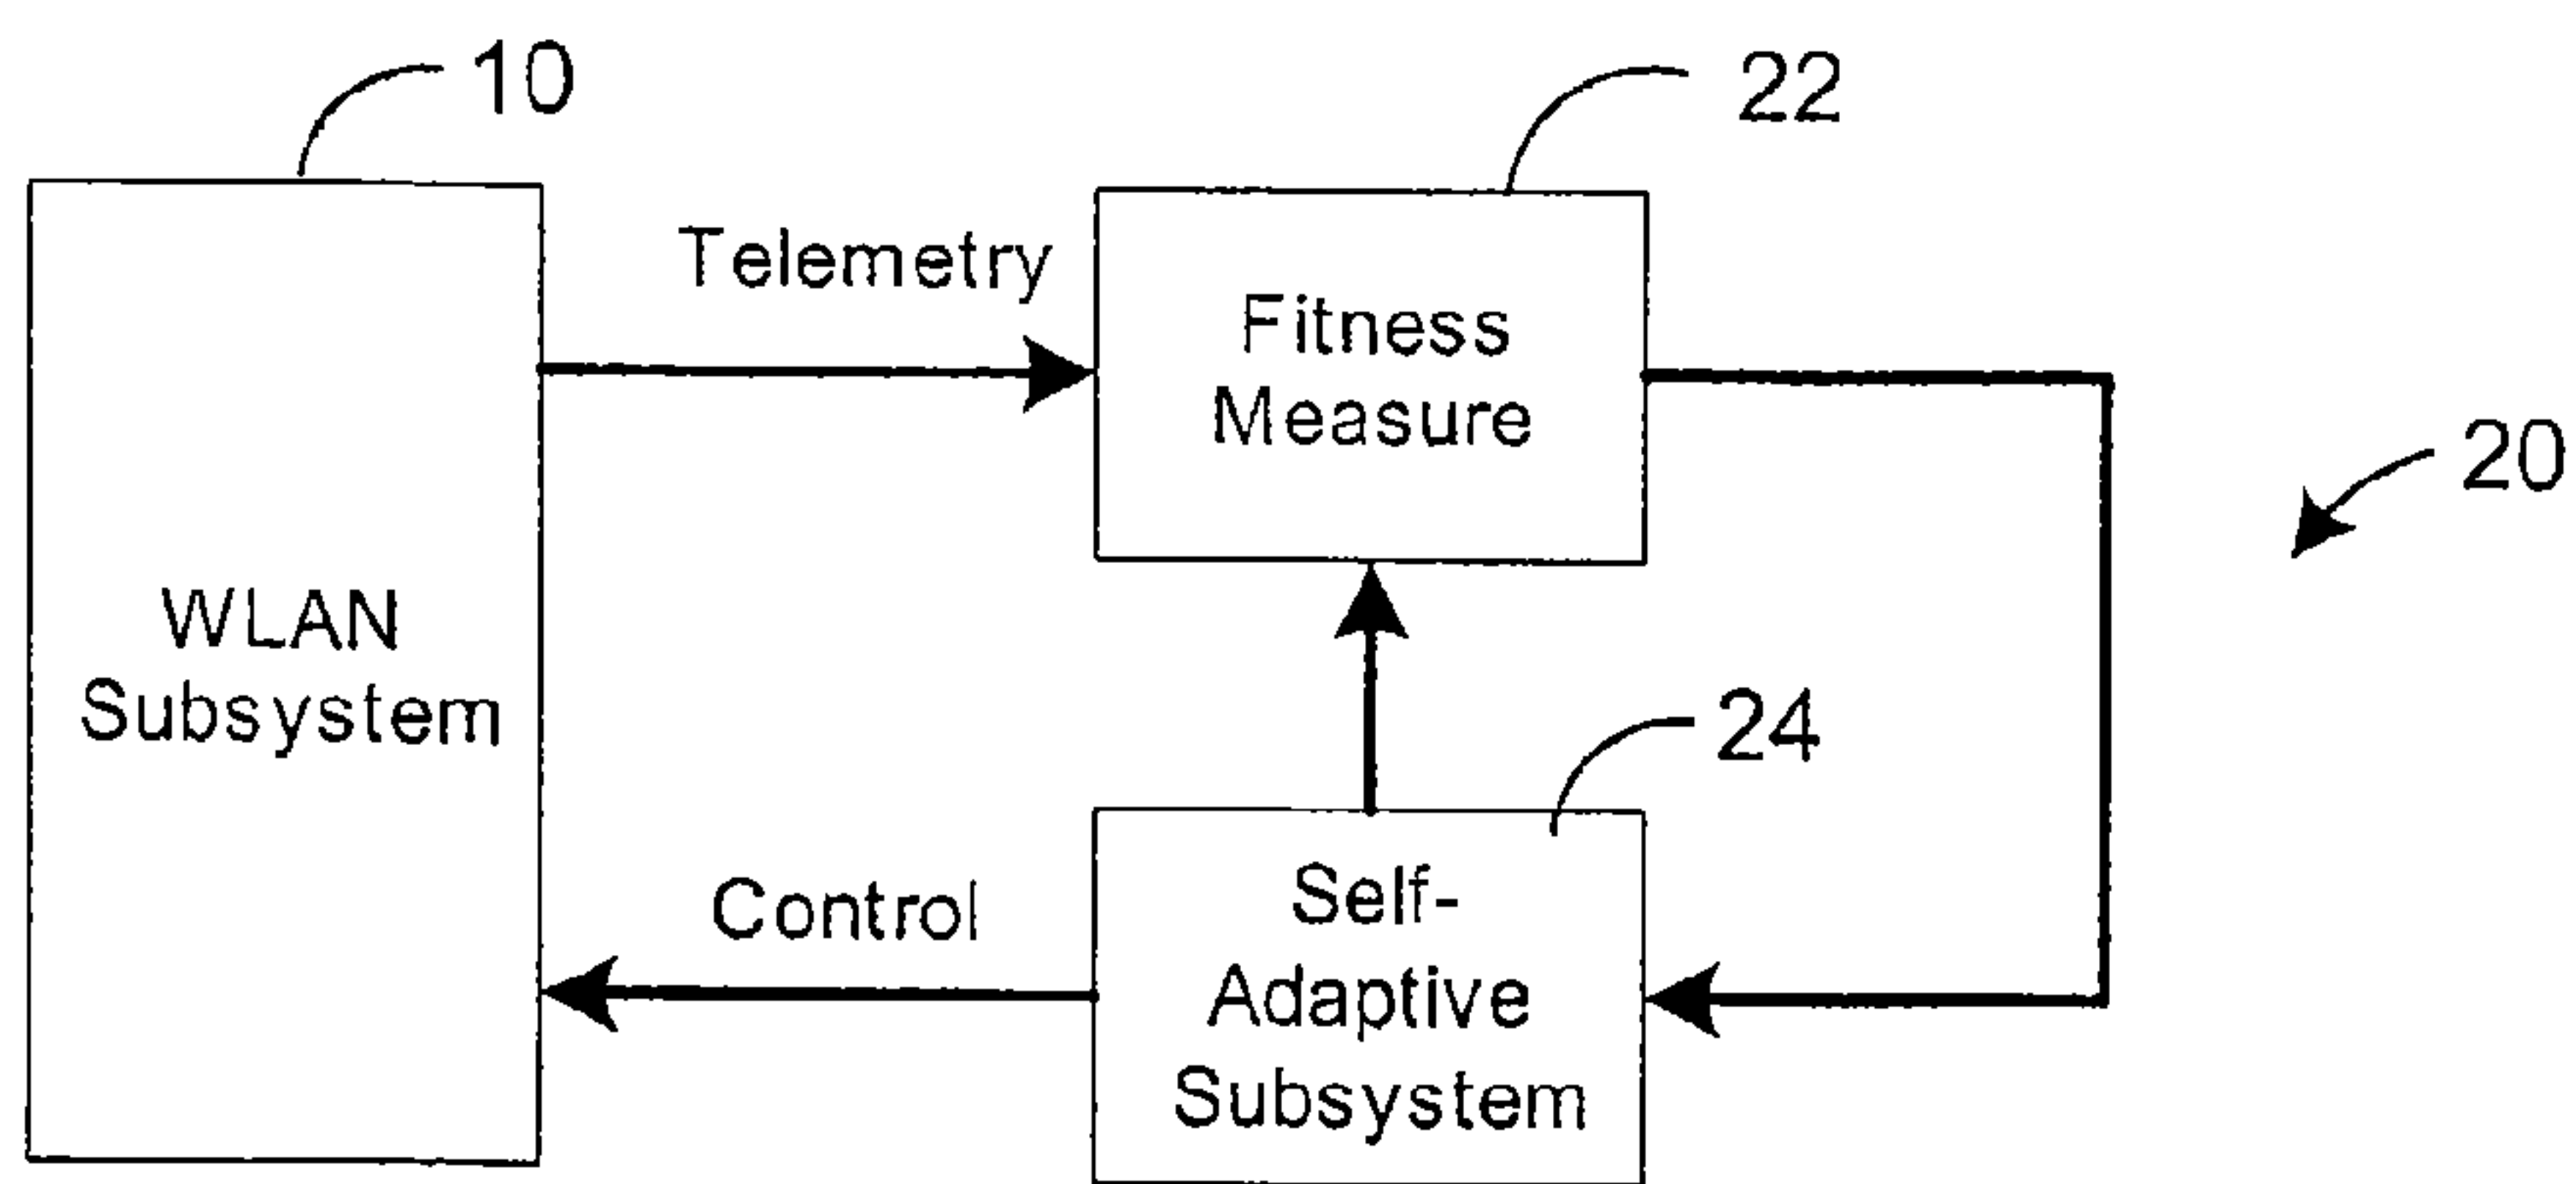 10
22
Telemetry
Fitness
Measure
20
WLAN
Subsystem
24
Control
Self-
Adaptive
Subsystem